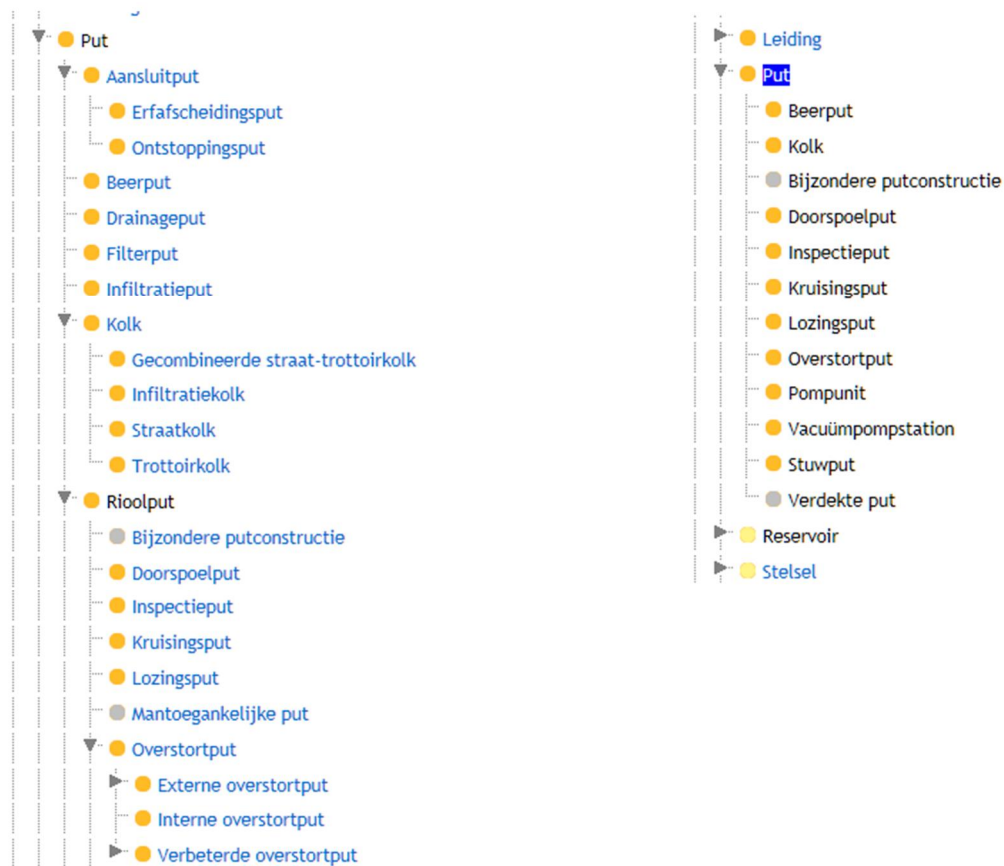 Put
Aansluitput
Erfafscheidingsput
Ontstoppingsput
Beerput
Drainageput
Filterput
Infiltratieput
Kolk
Gecombineerde straat-trottoirkolk
Infiltratiekolk
Straatkolk
Trottoirkolk
Rioolput
Bijzondere putconstructie
Doorspoelput
Inspectieput
Kruisingsput
Lozingsput
Mantoegankelijke put
Overstortput
Externe overstortput
Interne overstortput
Verbeterde overstortput
Leiding
Put
Beerput
Kolk
Bijzondere putconstructie
Doorspoelput
Inspectieput
Kruisingsput
Lozingsput
Overstortput
Pompunit
Vacuümpompstation
Stuwput
Verdekte put
Reservoir
Stelsel